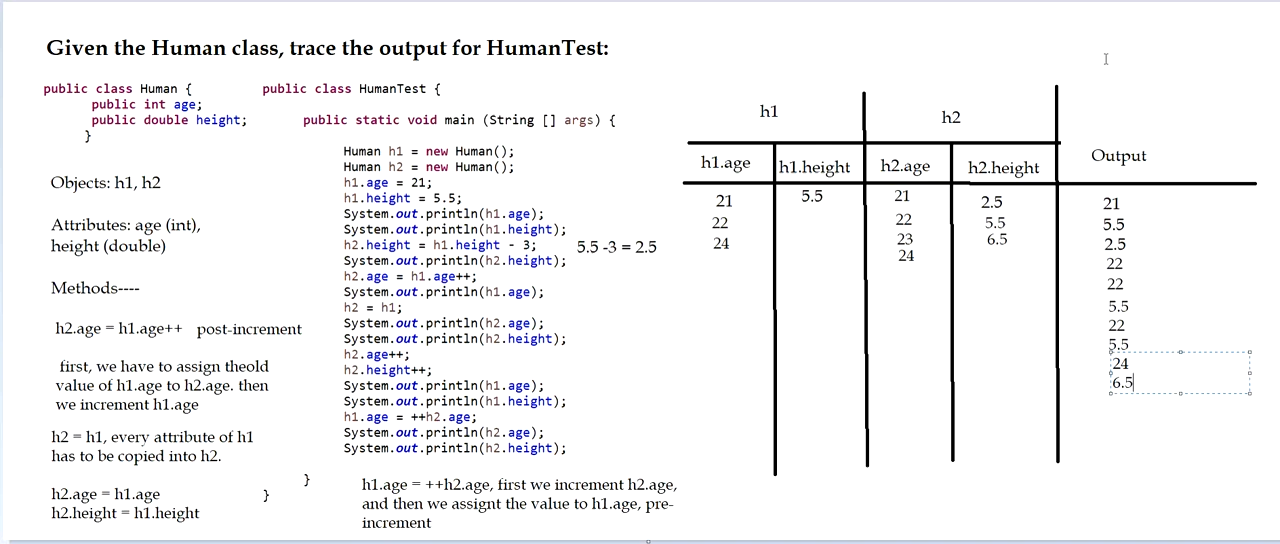 Given the Human class, trace the output for HumanTest:
public class Human {
public int age;
public double height;
}
Objects: h1, h2
Attributes: age (int),
height (double)
Methods----
h2.age = h1.age++ post-increment
first, we have to assign theold
value of h1.age to h2.age. then
we increment h1.age
h2 = h1, every attribute of h1
has to be copied into h2.
h2.age = h1.age
h2.height = h1.height
public class HumanTest {
public static void main (String [] args) {
Human h1 = new Human();
Human h2 = new Human();
h1.age = 21;
h1.height = 5.5;
System.out.println(h1.age);
System.out.println(h1.height);
h2.height = h1.height - 3; 5.5 -3 = 2.5
System.out.println(h2.height);
h2.age = h1.age++;
System.out.println(h1.age);
h2 = h1;
System.out.println(h2.age);
System.out.println(h2.height);
h2.age++;
h2.height++;
System.out.println(h1.age);
System.out.println(h1.height);
h1.age = ++h2.age;
System.out.println(h2.age);
System.out.println(h2.height);
}
}
h1.age = ++h2.age, first we increment h2.age,
and then we assignt the value to h1.age, pre-
increment
h1 h2
h1.age h1.height h2.age h2.height Output
21 5.5 21 2.5 21
22 22 5.5 5.5
24 23 6.5 2.5
24 22
22
5.5
22
5.5
24
6.5